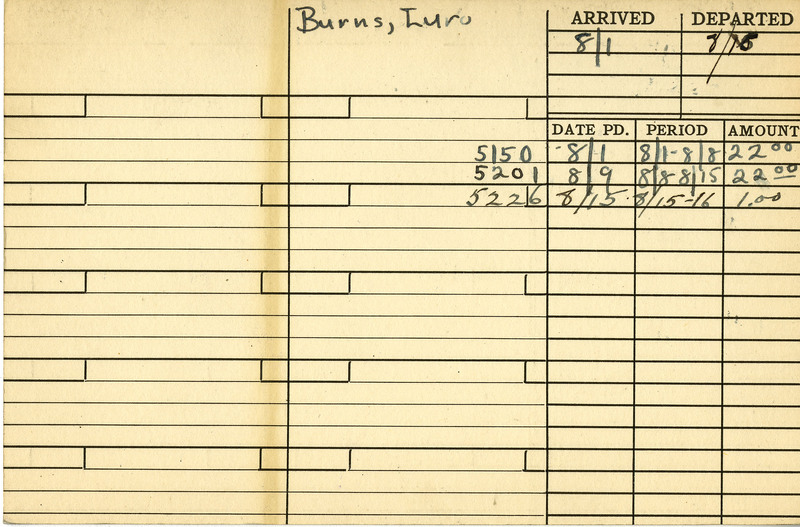 Burns, Luro
ARRIVED DEPARTED
8/1 8/15
DATE PD. PERIOD AMOUNT
5150 8/1 8/1-8/8 22 00
5201 8/9 8/8-8/15 22 00
5226 8/15 8/15-16 1.00